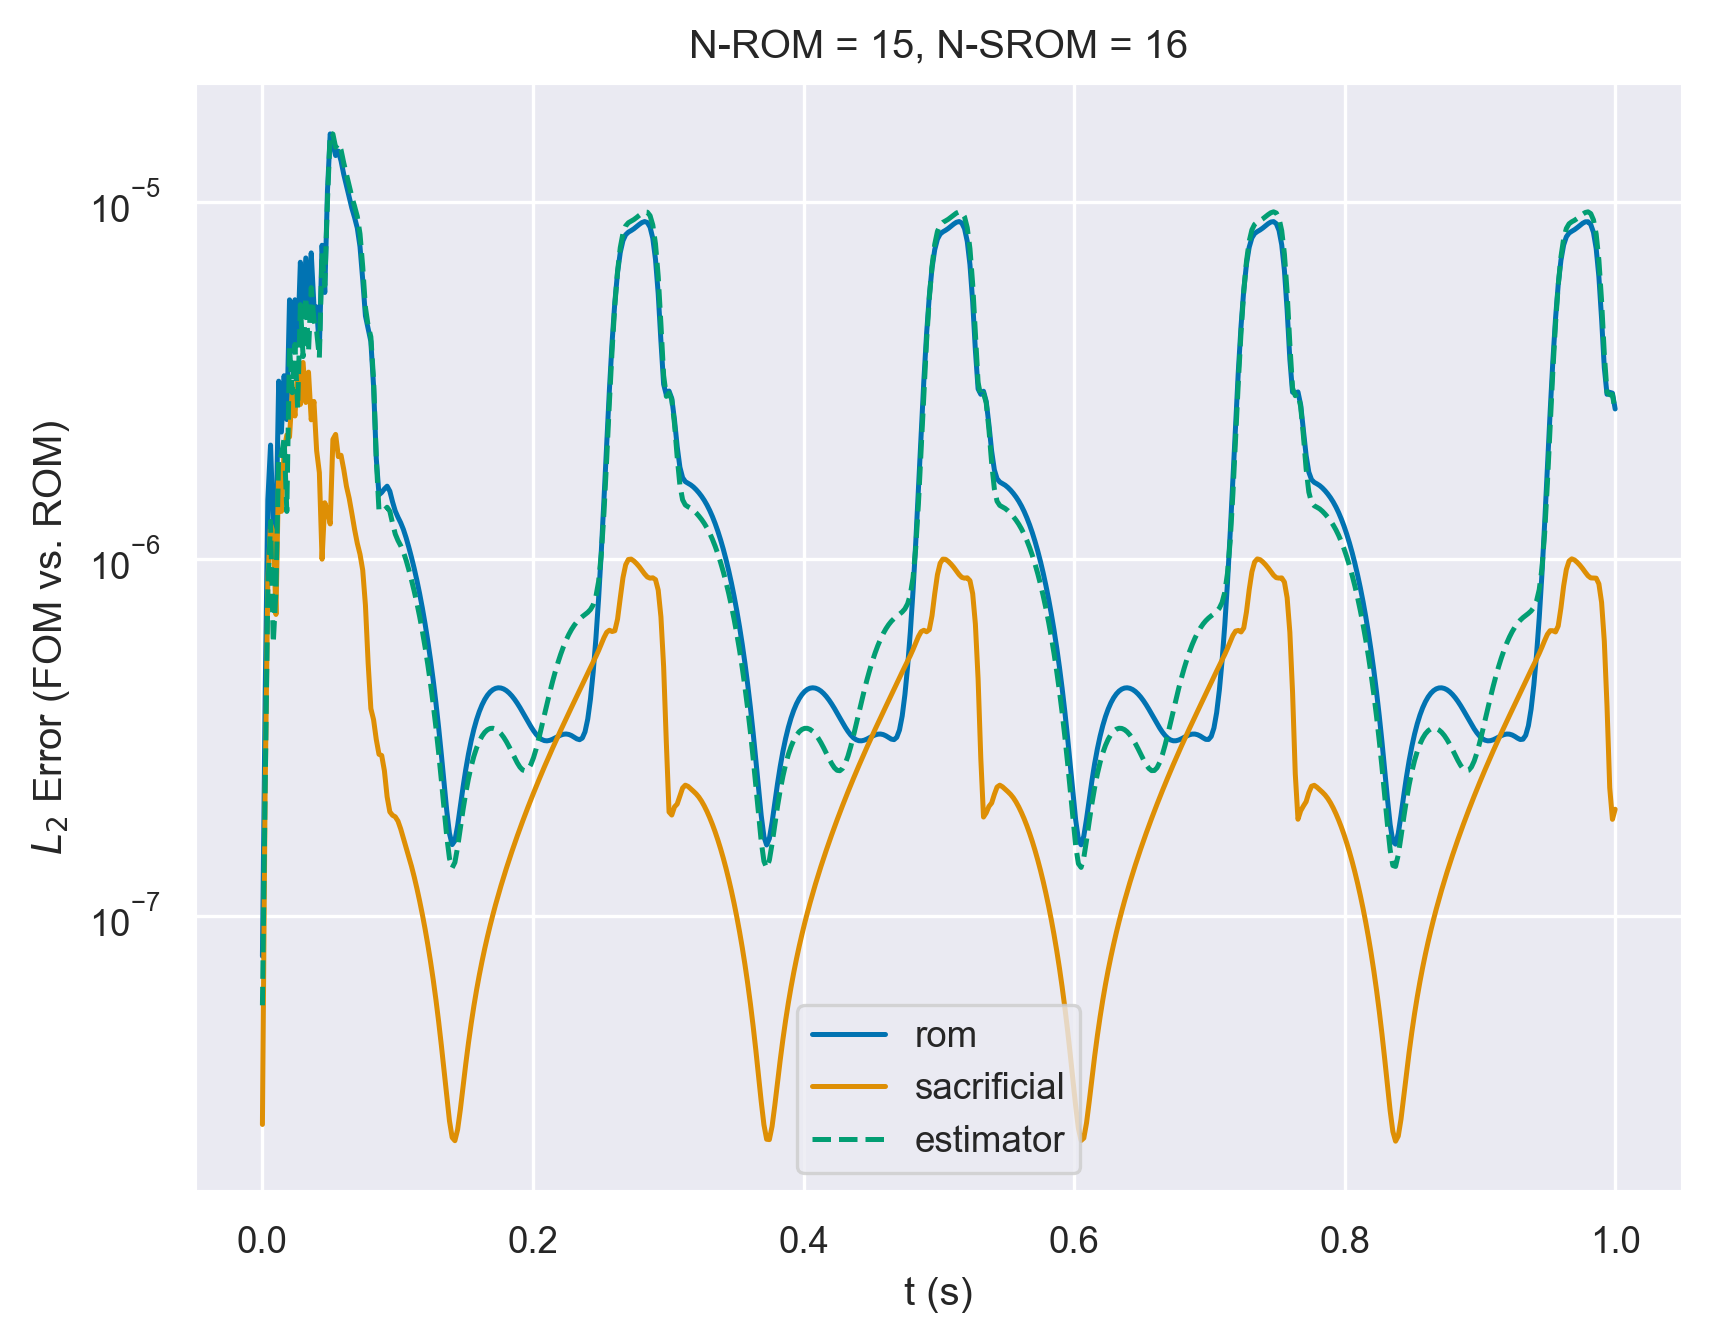 N-ROM = 15, N-SROM = 16
L₂ Error (FOM vs. ROM)
10⁻⁵
10⁻⁶
10⁻⁷
rom
sacrificial
estimator
0.0 0.2 0.4 0.6 0.8 1.0
t (s)